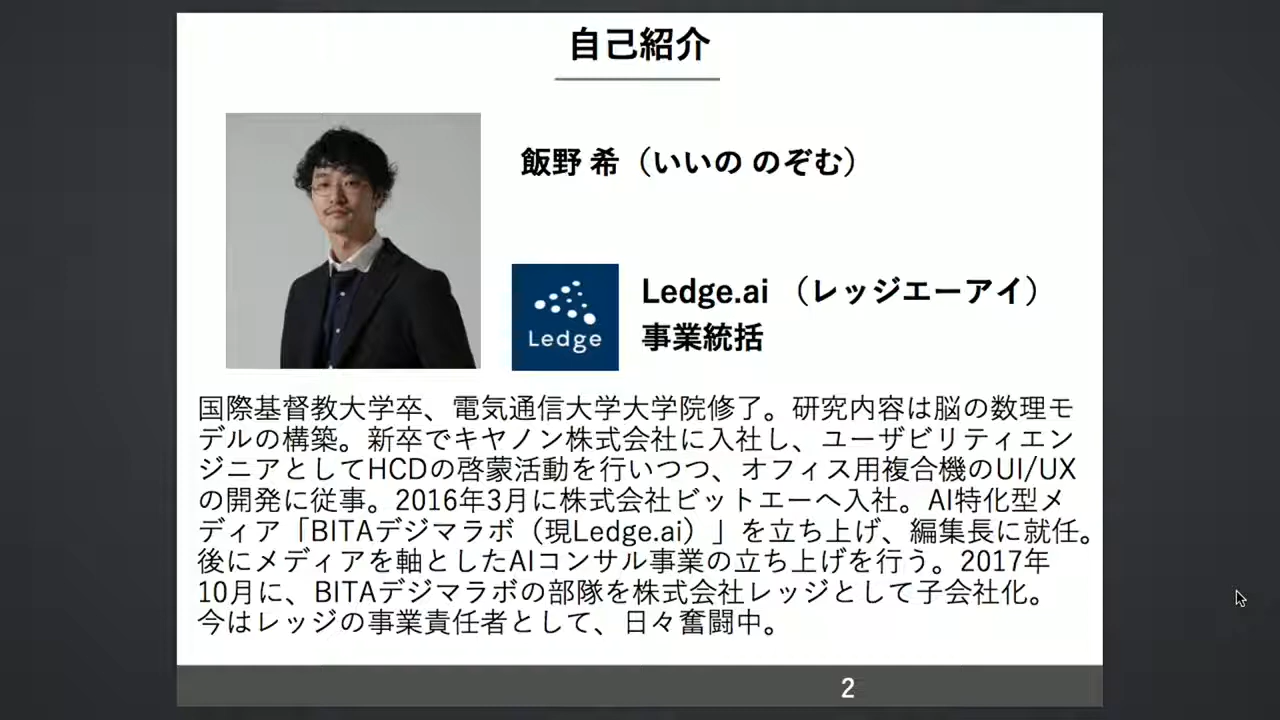 自己紹介
飯野 希（いいの のぞむ）
Ledge
Ledge.ai （レッジエーアイ）
事業統括
国際基督教大学卒、電気通信大学大学院修了。研究内容は脳の数理モ
デルの構築。新卒でキヤノン株式会社に入社し、ユーザビリティエン
ジニアとしてHCDの啓蒙活動を行いつつ、オフィス用複合機のUI/UX
の開発に従事。2016年3月に株式会社ビットエーへ入社。AI特化型メ
ディア「BITAデジマラボ（現Ledge.ai）」を立ち上げ、編集長に就任。
後にメディアを軸としたAIコンサル事業の立ち上げを行う。2017年
10月に、BITAデジマラボの部隊を株式会社レッジとして子会社化。
今はレッジの事業責任者として、日々奮闘中。
2